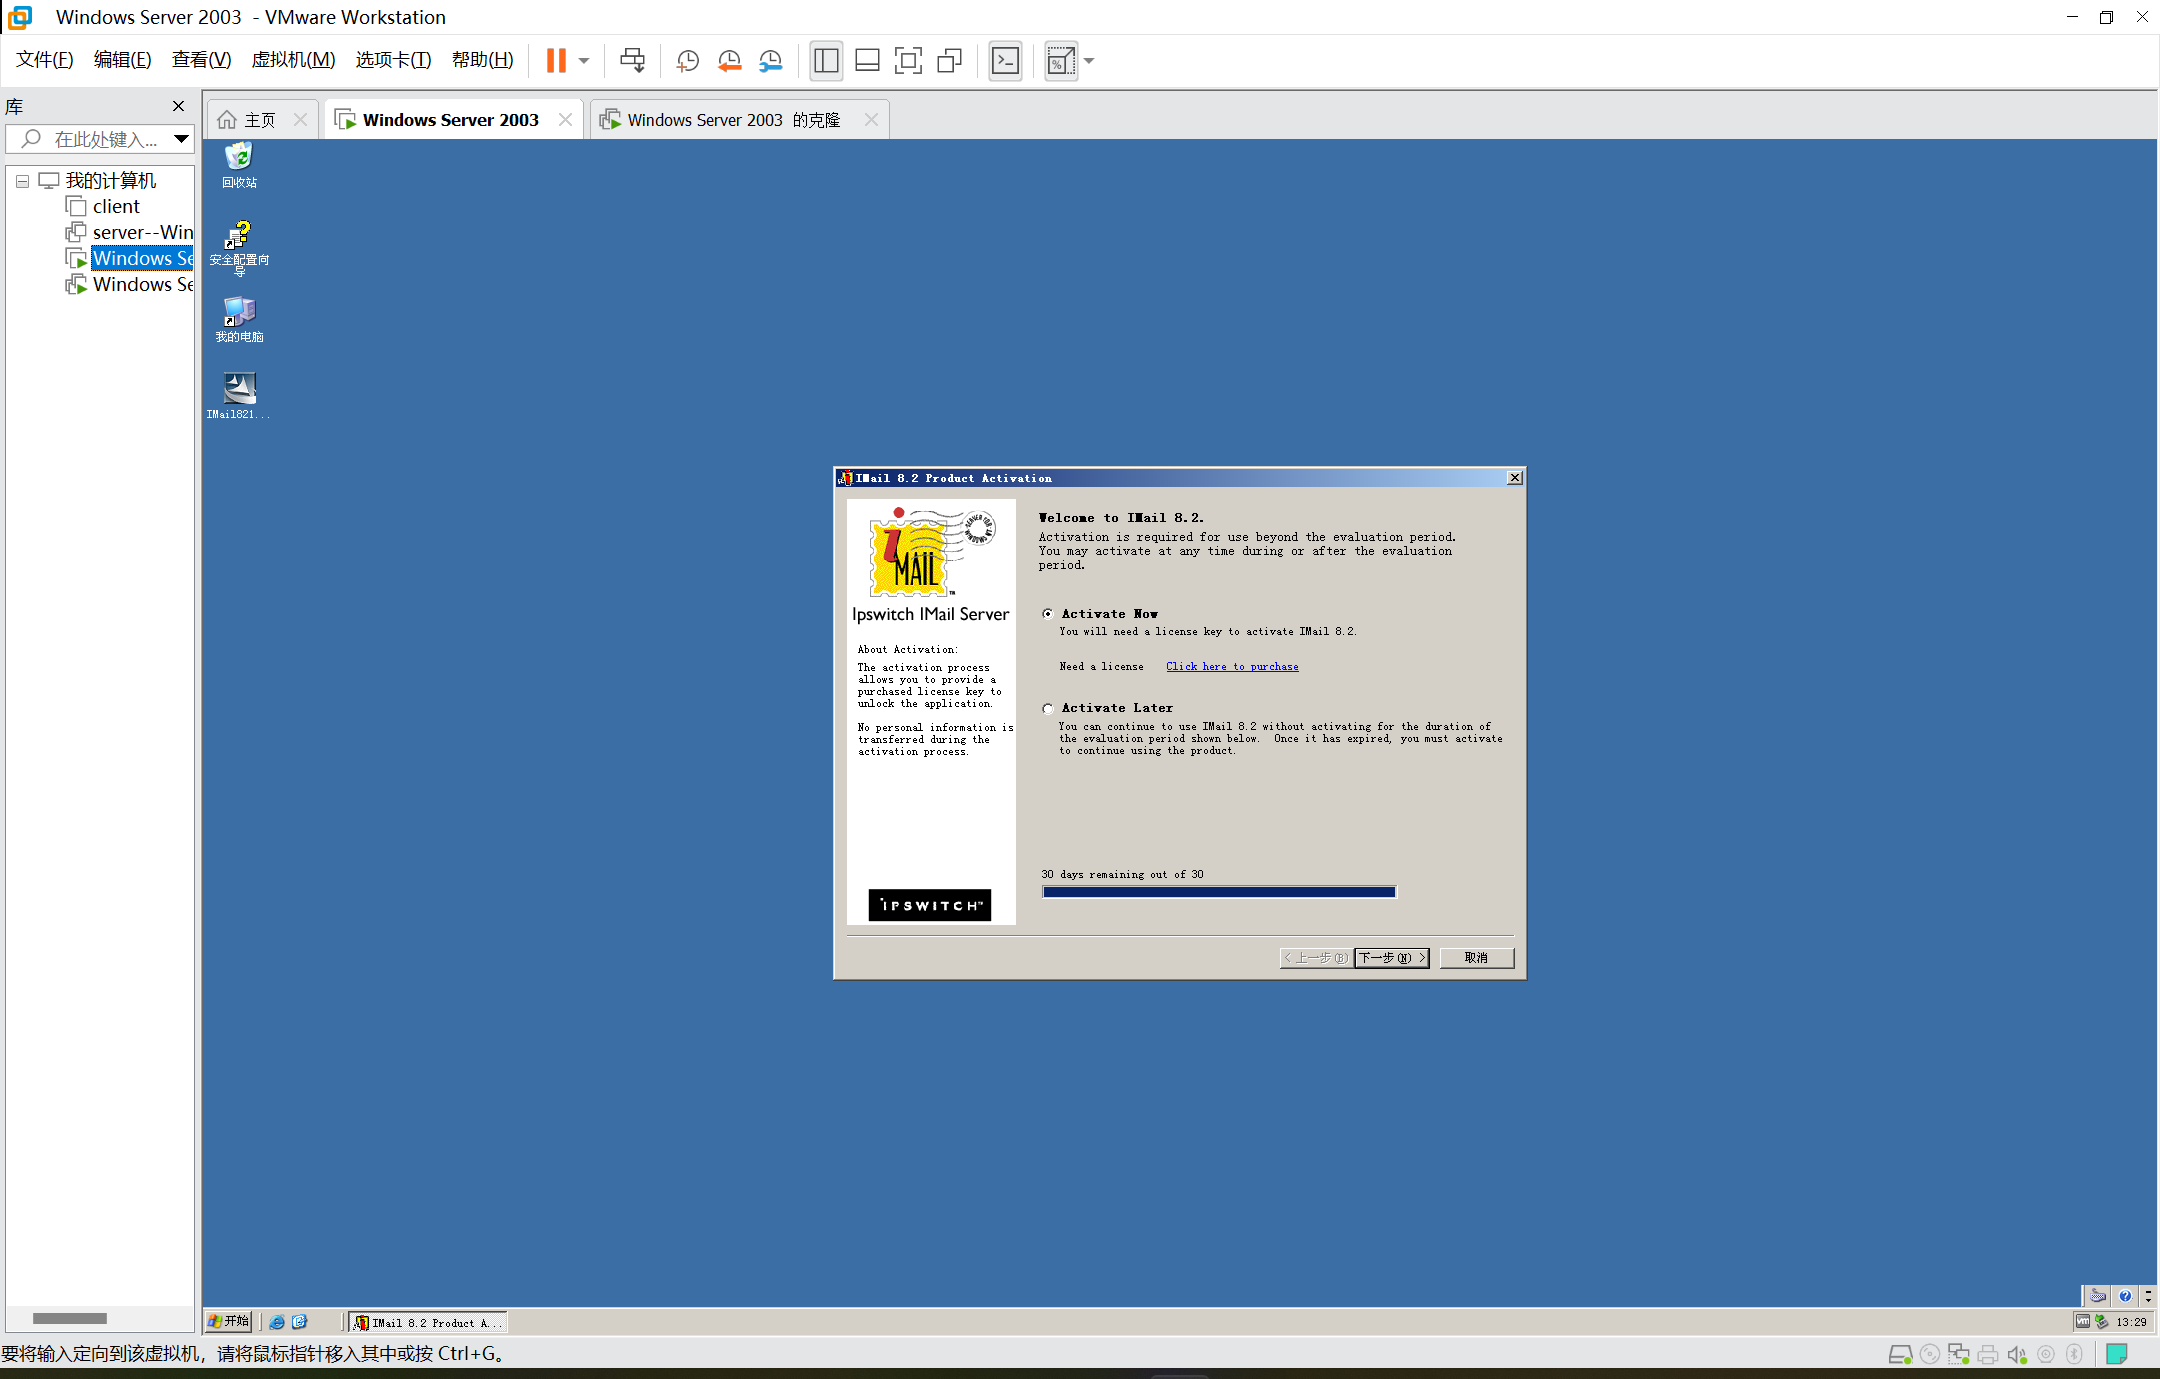 Windows Server 2003 - VMware Workstation
文件(F) 编辑(E) 查看(V) 虚拟机(M) 选项卡(T) 帮助(H)
库
在此处键入...
我的计算机
client
server--Win
Windows Se
Windows Se
主页
Windows Server 2003
Windows Server 2003 的克隆
回收站
安全配置向
导
我的电脑
IMail821...
IMail 8.2 Product Activation
I MAIL
SERVER FOR WINDOWS
Ipswitch IMail Server
About Activation:
The activation process
allows you to provide a
purchased license key to
unlock the application.
No personal information is
transferred during the
activation process.
IPSWITCH
Welcome to IMail 8.2.
Activation is required for use beyond the evaluation period.
You may activate at any time during or after the evaluation
period.
Activate Now
You will need a license key to activate IMail 8.2.
Need a license Click here to purchase
Activate Later
You can continue to use IMail 8.2 without activating for the duration of
the evaluation period shown below. Once it has expired, you must activate
to continue using the product.
30 days remaining out of 30
< 上一步(B) 下一步(N) > 取消
开始
IMail 8.2 Product A...
13:29
要将输入定向到该虚拟机，请将鼠标指针移入其中或按 Ctrl+G。